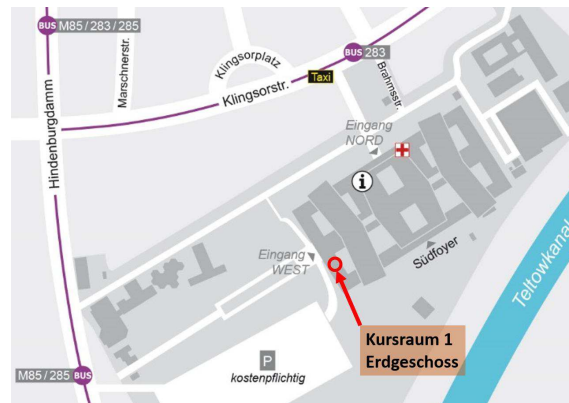 BUS M85/283/285
Marschnerstr.
Klingsorplatz
BUS 283
Taxi
Klingsorstr.
Brahmsstr.
Hindenburgdamm
Eingang
NORD
i
Eingang
WEST
Südfoyer
Teltowkanal
Kursraum 1
Erdgeschoss
P
kostenpflichtig
M85/285 BUS